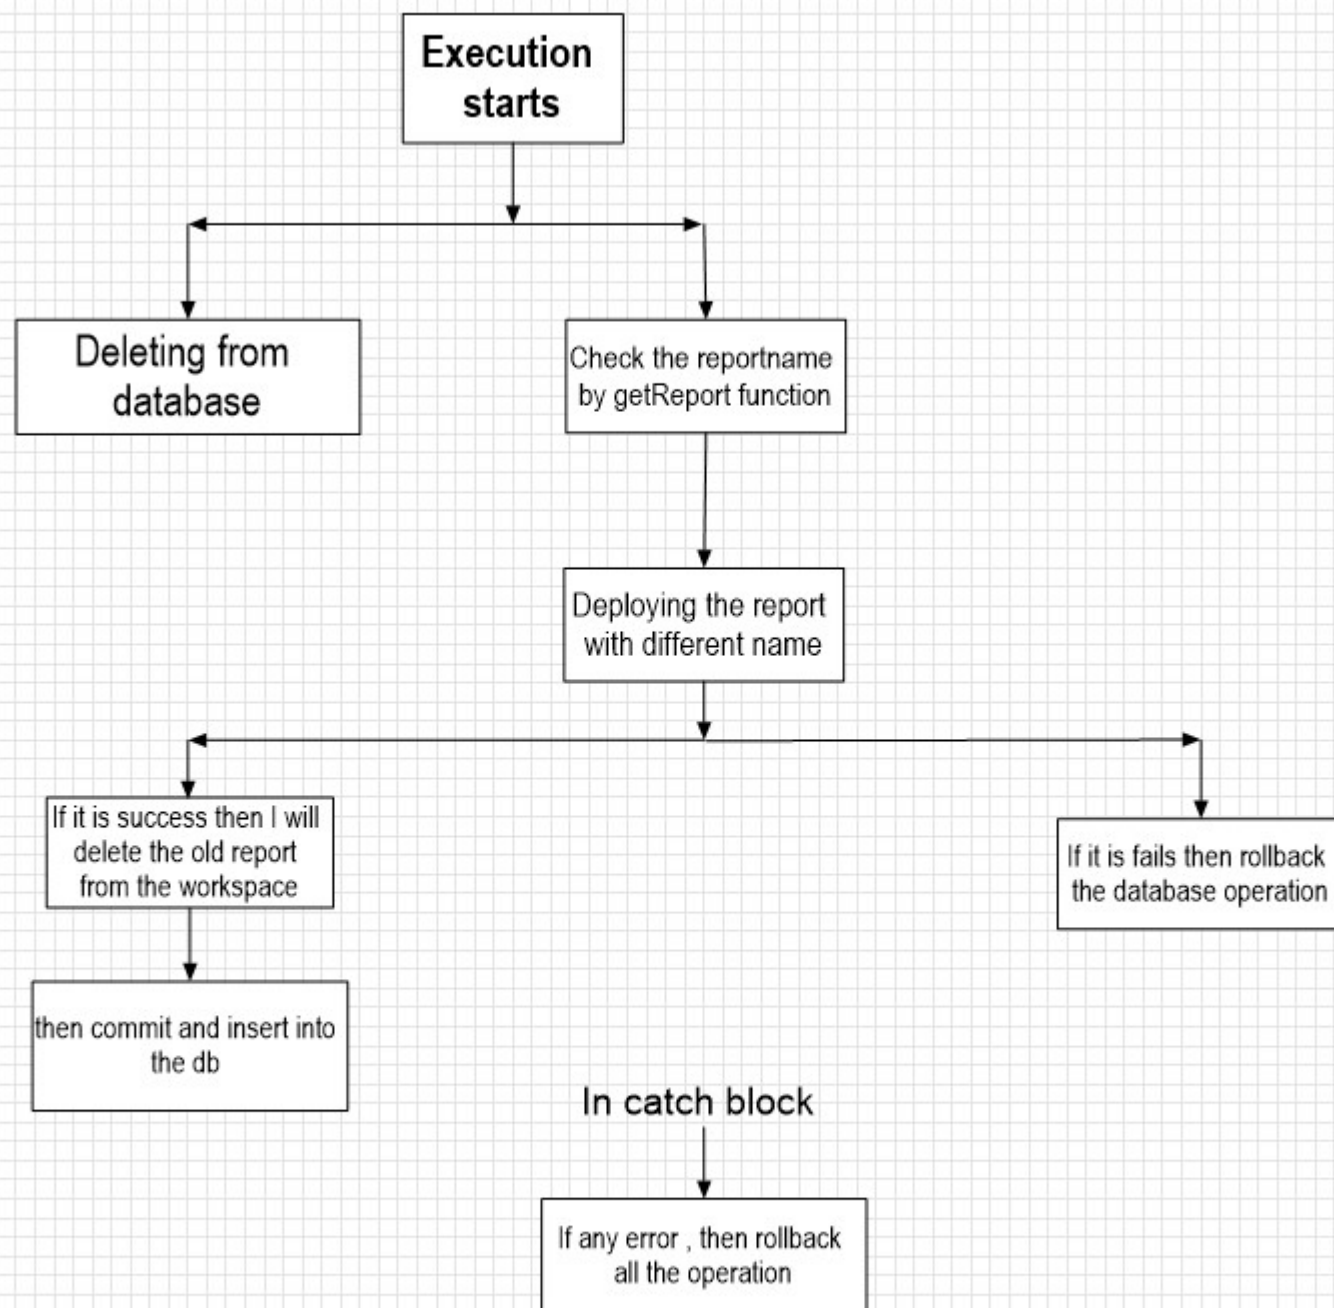 Execution
starts
Deleting from
database
Check the reportname
by getReport function
Deploying the report
with different name
If it is success then I will
delete the old report
from the workspace
If it is fails then rollback
the database operation
then commit and insert into
the db
In catch block
If any error , then rollback
all the operation